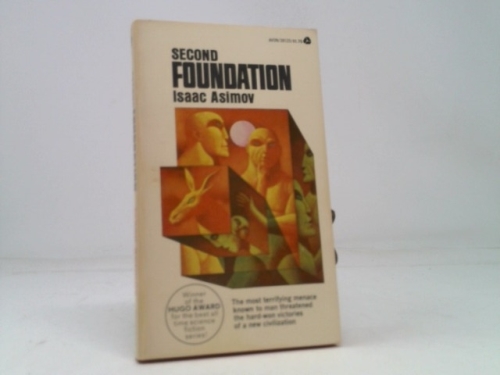 SECOND
FOUNDATION
Isaac Asimov
Winner
of the
HUGO AWARD
for the best all
time science
fiction
series!
The most terrifying menace
known to man threatened
the hard-won victories
of a new civilization